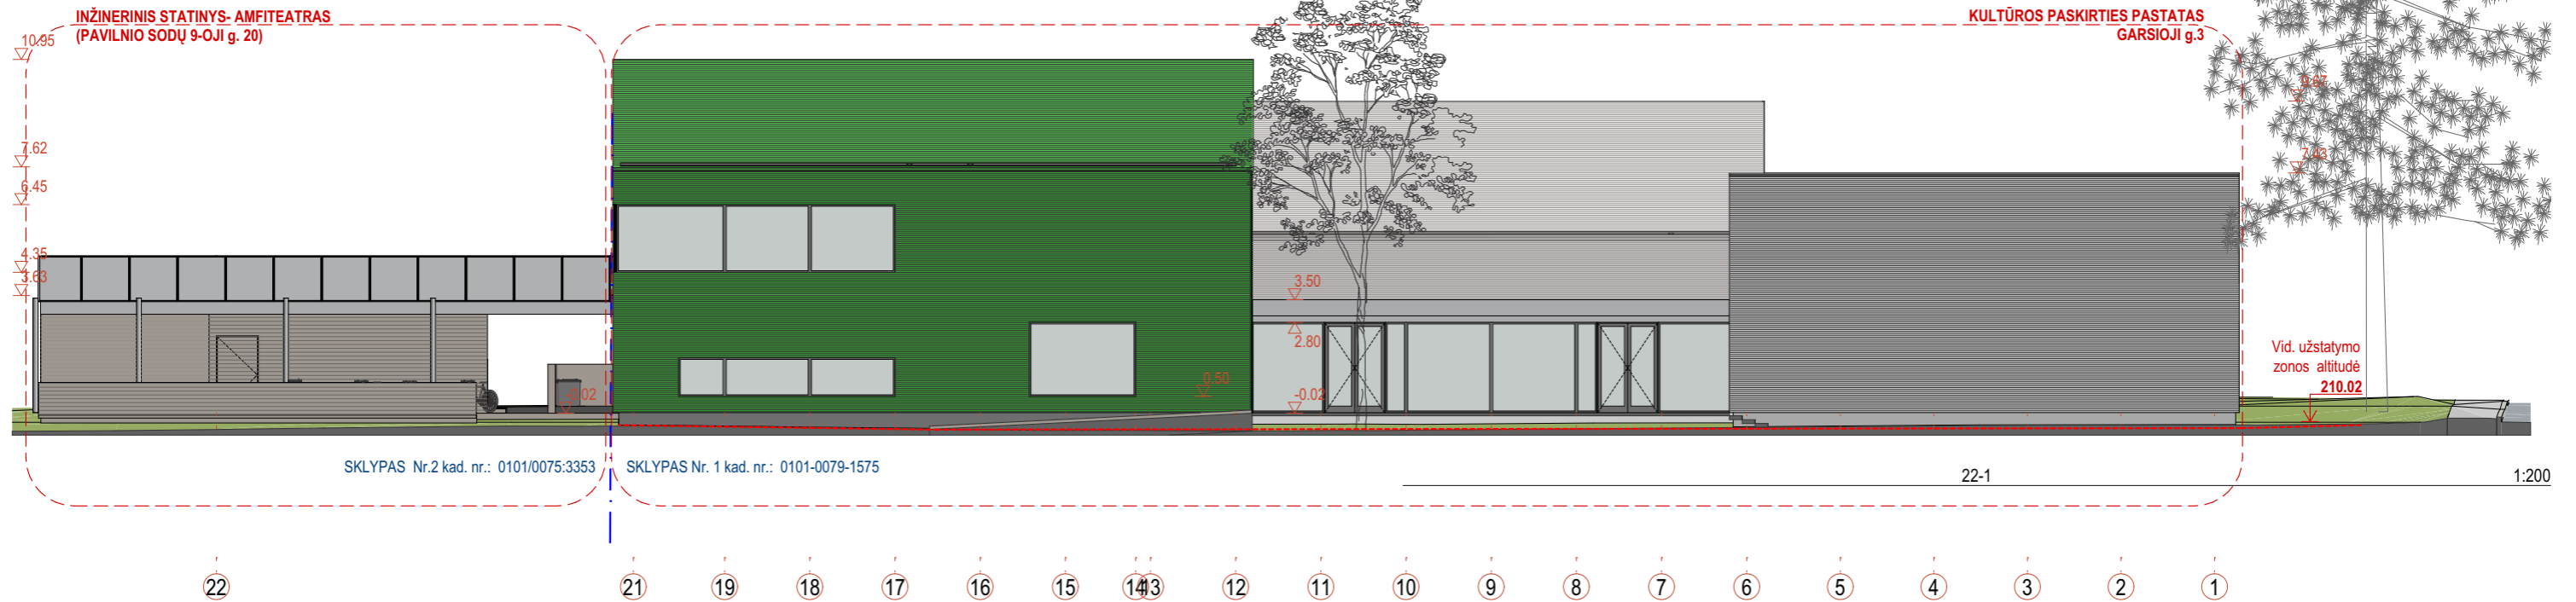 INŽINERINIS STATINYS- AMFITEATRAS
(PAVILNIO SODŲ 9-OJI g. 20)
KULTŪROS PASKIRTIES PASTATAS
GARSIOJI g.3
10.95
7.62
6.45
4.35
3.63
-0.02
0.50
3.50
2.80
-0.02
9.67
7.43
Vid. užstatymo
zonos altitudė
210.02
SKLYPAS Nr.2 kad. nr.: 0101/0075:3353
SKLYPAS Nr. 1 kad. nr.: 0101-0079-1575
22-1
1:200
22 21 19 18 17 16 15 14 13 12 11 10 9 8 7 6 5 4 3 2 1